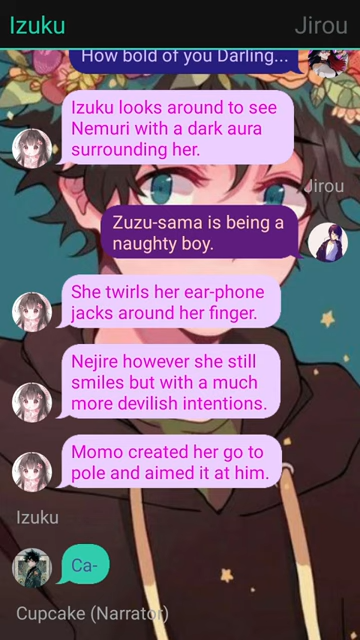 Izuku Jirou
How bold of you Darling...
Izuku looks around to see
Nemuri with a dark aura
surrounding her.
Jirou
Zuzu-sama is being a
naughty boy.
She twirls her ear-phone
jacks around her finger.
Nejire however she still
smiles but with a much
more devilish intentions.
Momo created her go to
pole and aimed it at him.
Izuku
Ca-
Cupcake (Narrator)